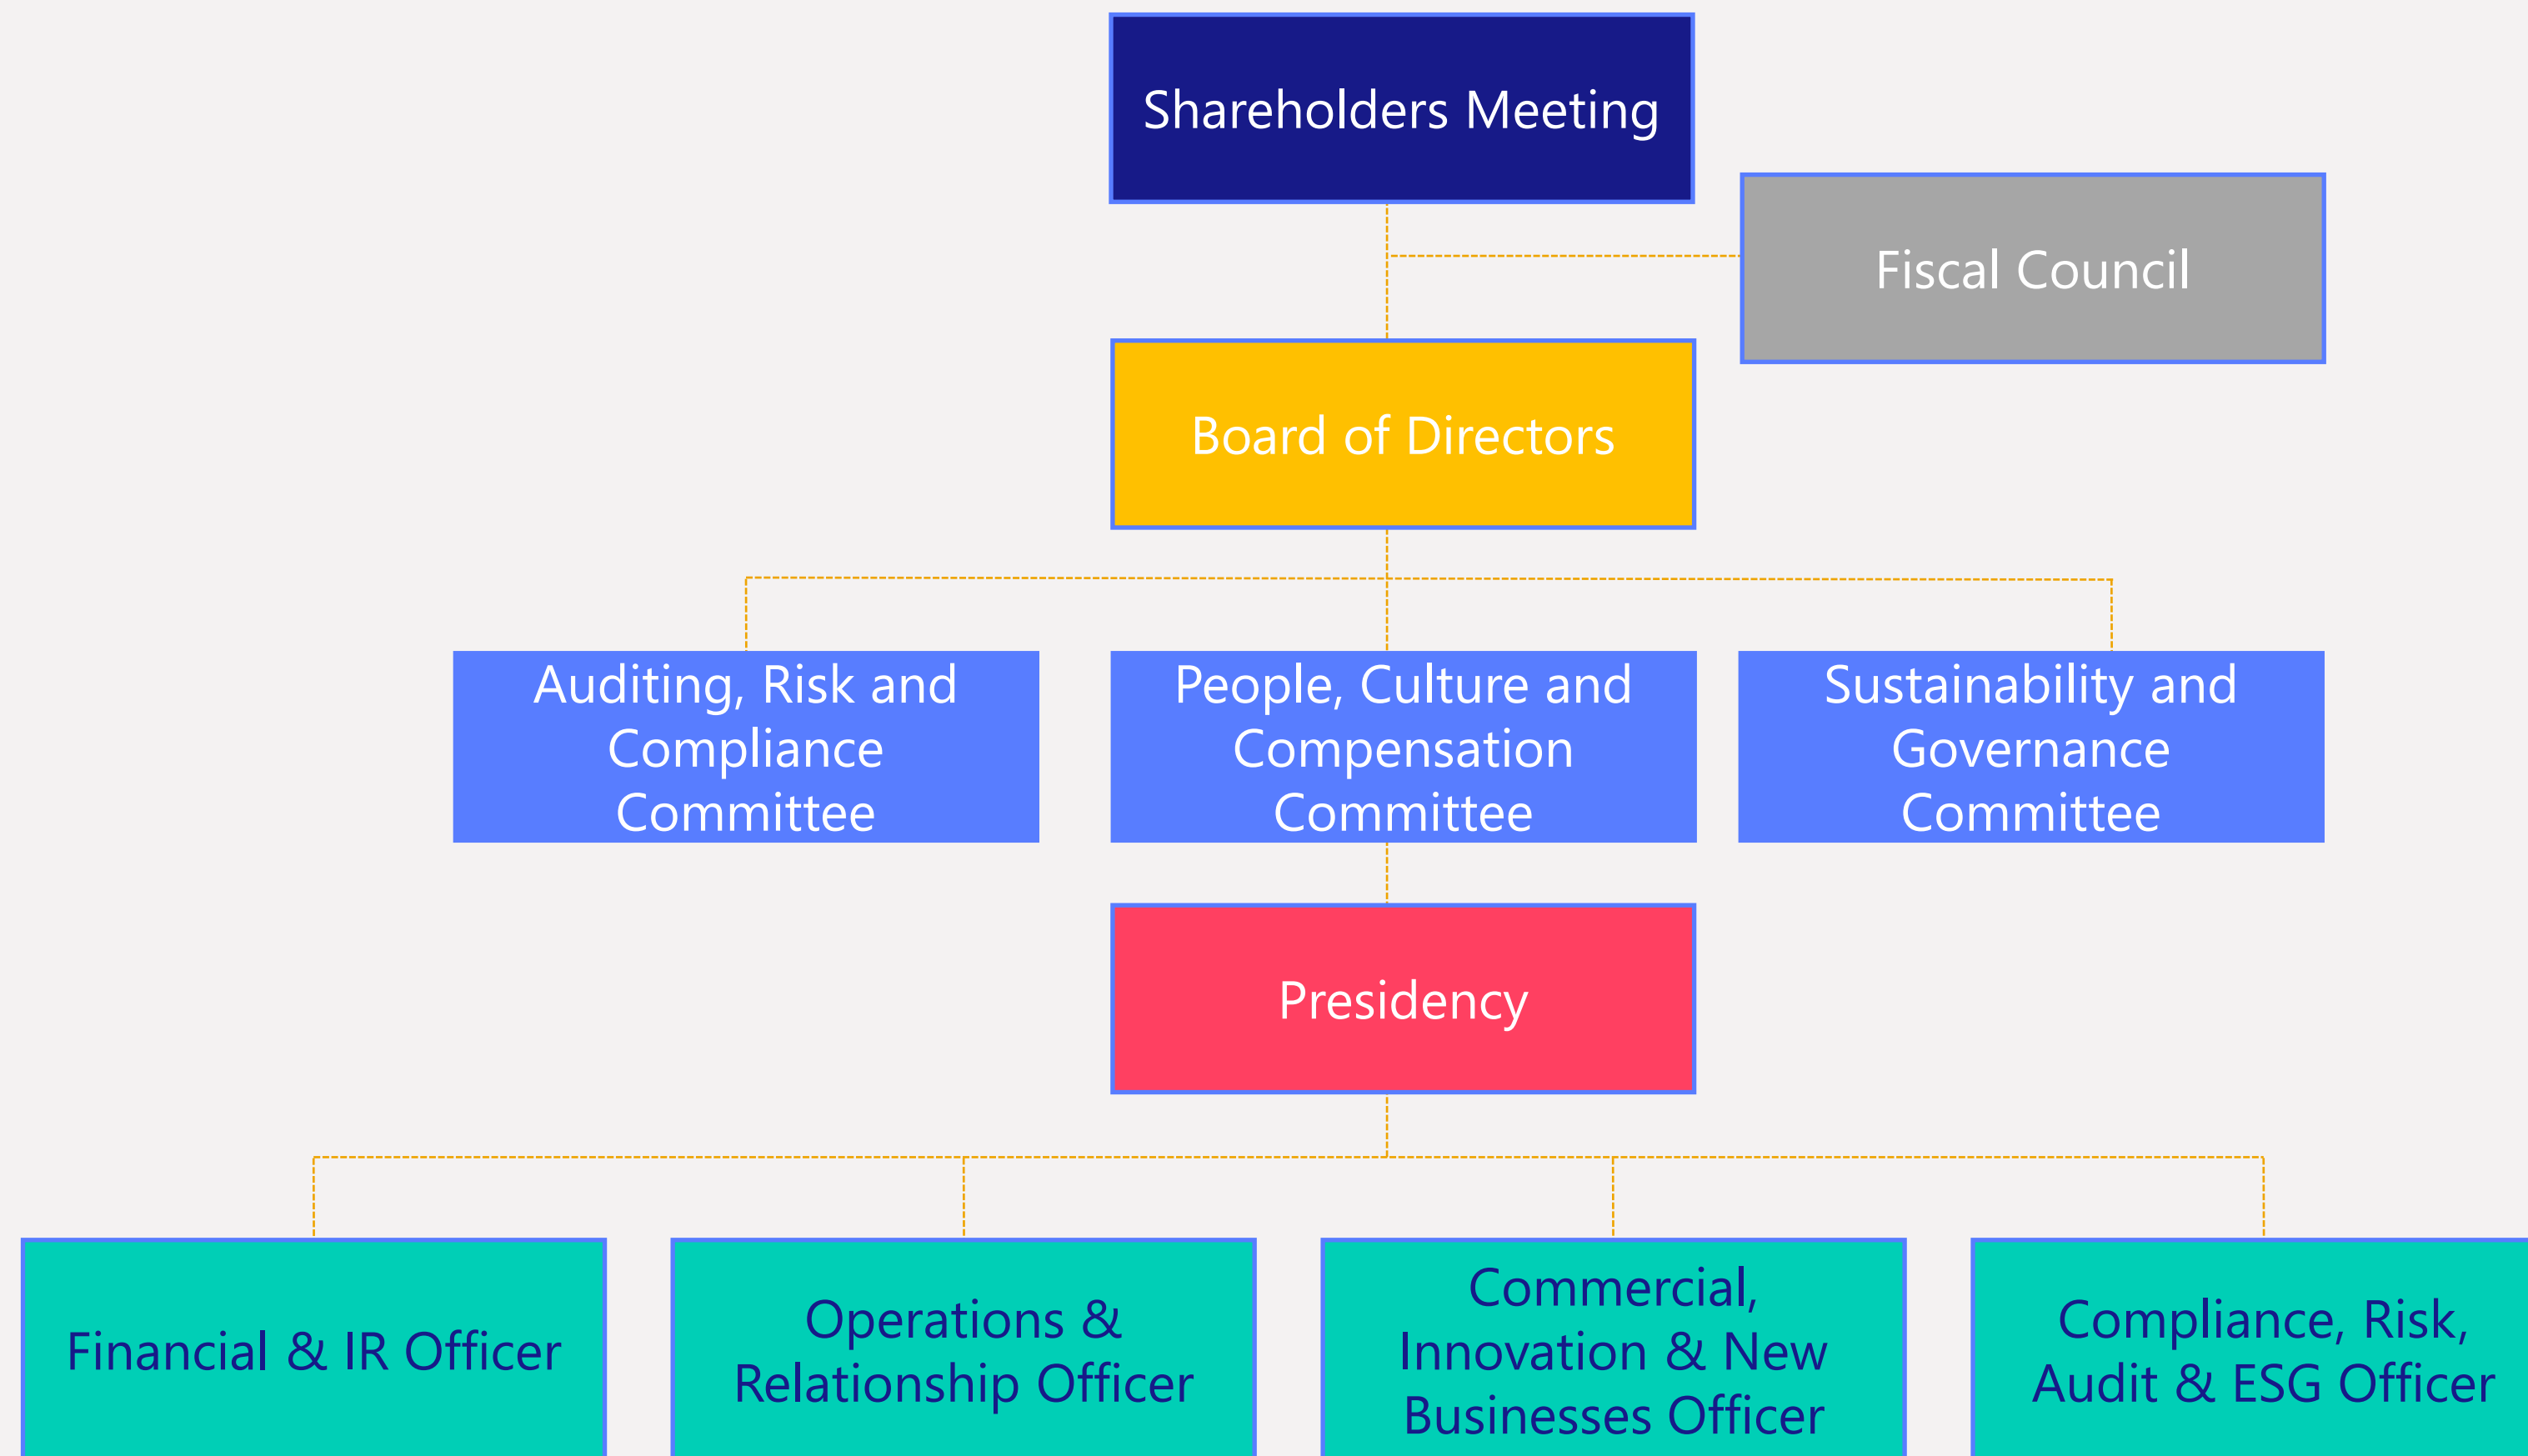 Shareholders Meeting
Fiscal Council
Board of Directors
Auditing, Risk and
Compliance
Committee
People, Culture and
Compensation
Committee
Sustainability and
Governance
Committee
Presidency
Financial & IR Officer
Operations &
Relationship Officer
Commercial,
Innovation & New
Businesses Officer
Compliance, Risk,
Audit & ESG Officer